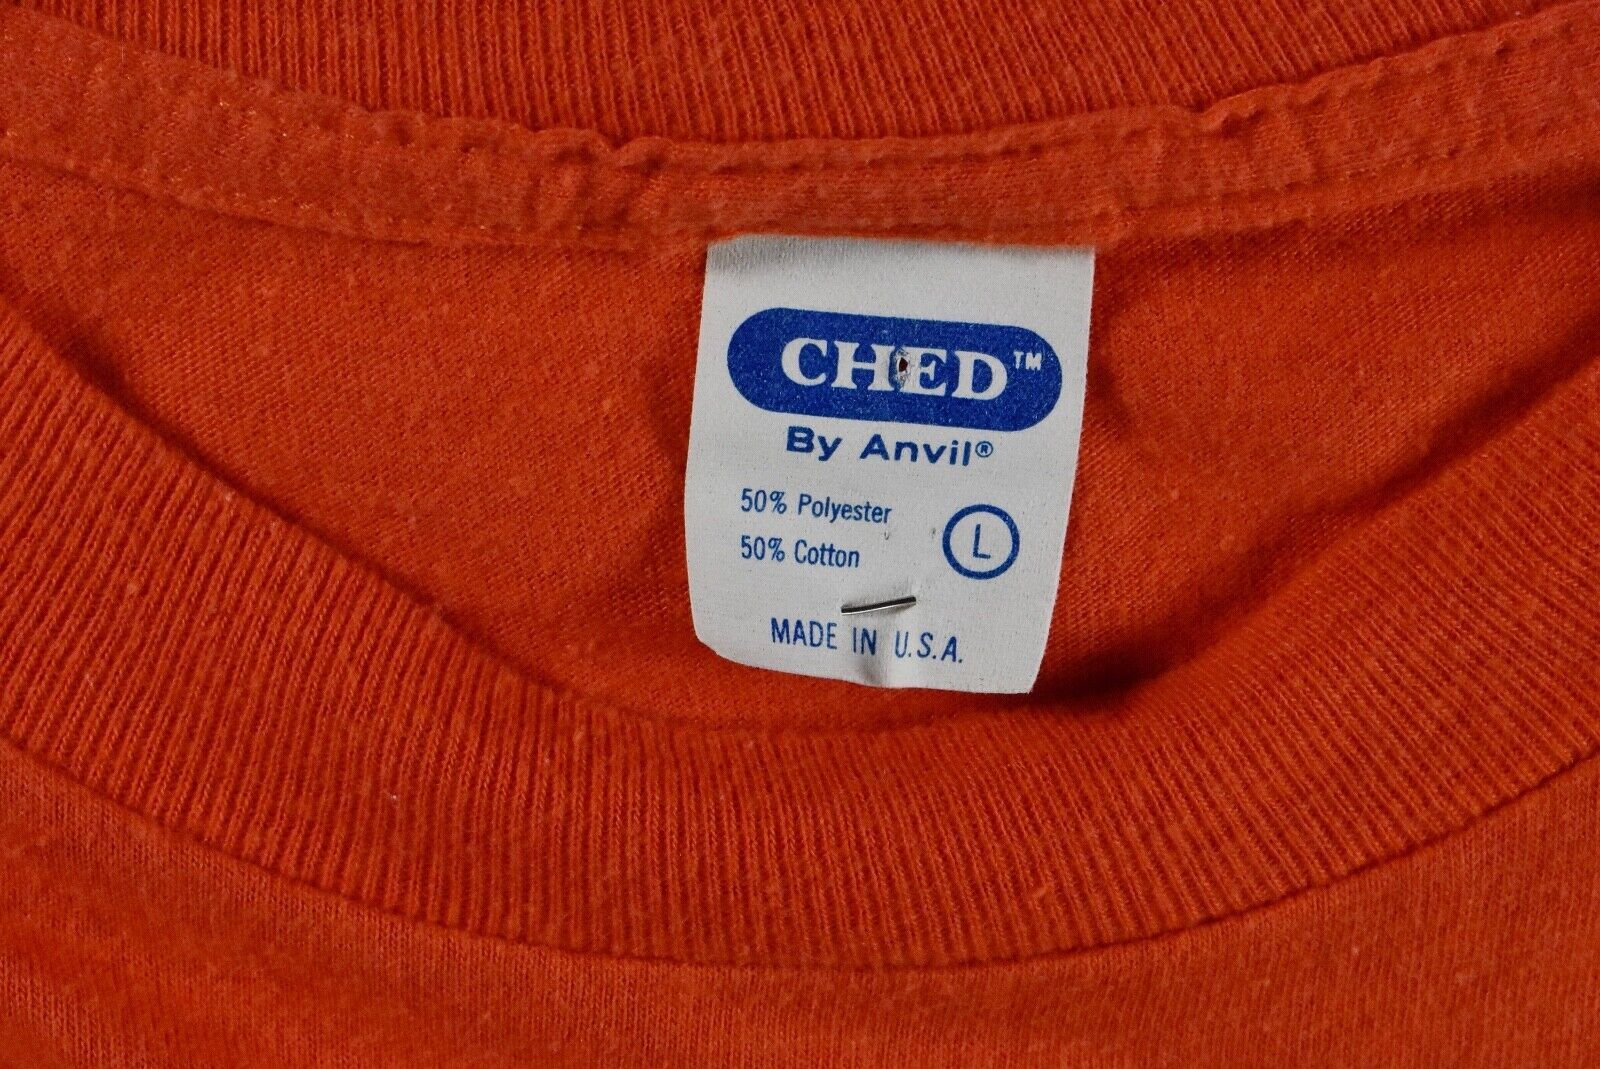 CHED™
By Anvil®
50% Polyester
50% Cotton
L
MADE IN U.S.A.